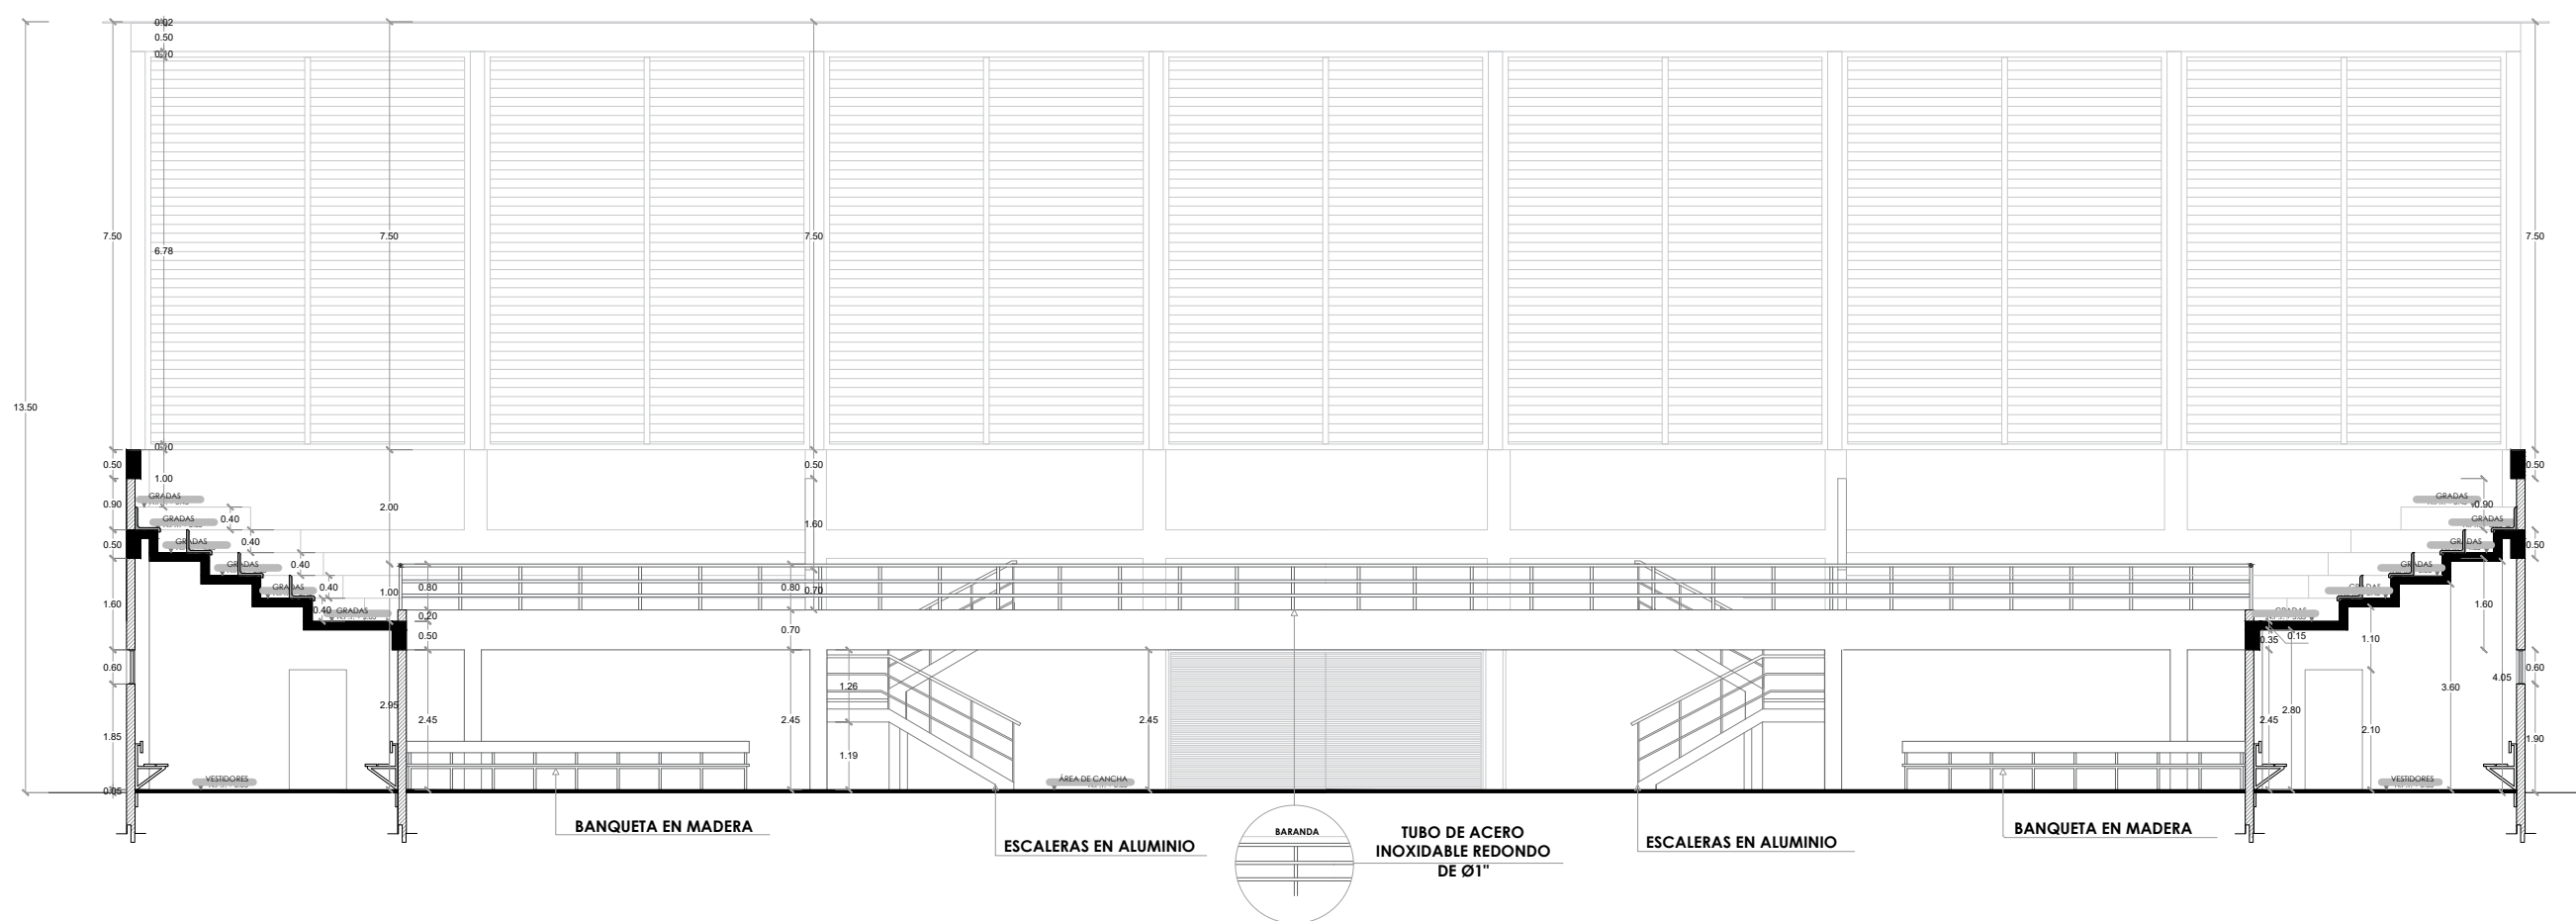 0.02
0.50
0.10
7.50
6.78
7.50
7.50
7.50
13.50
0.10
0.50
1.00
0.50
0.50
GRADAS
GRADAS
0.90
0.90
2.00
1.60
GRADAS
GRADAS
0.40
GRADAS
GRADAS
0.50
0.40
0.50
GRADAS
GRADAS
0.40
GRADAS
GRADAS
0.40
0.80
1.00
0.80
0.70
1.60
0.40
GRADAS
GRADAS
1.60
0.20
0.50
0.70
0.35
0.15
1.10
0.60
1.26
0.60
4.05
3.60
2.95
2.45
2.45
2.45
2.45
2.80
2.10
1.85
1.19
1.90
VESTIDORES
ÁREA DE CANCHA
VESTIDORES
0.05
BANQUETA EN MADERA
ESCALERAS EN ALUMINIO
BARANDA
TUBO DE ACERO
INOXIDABLE REDONDO
DE Ø1"
ESCALERAS EN ALUMINIO
BANQUETA EN MADERA